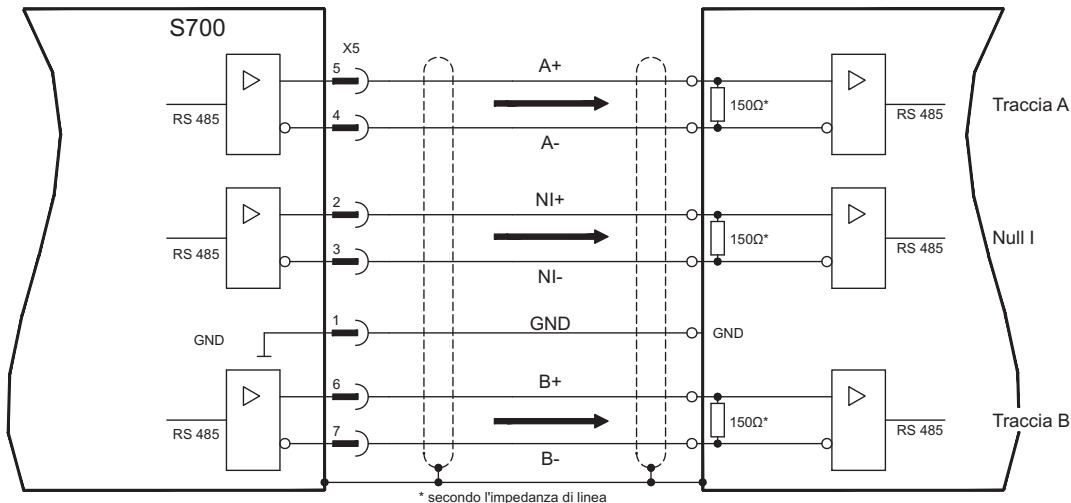 S700
X5
5
A+
RS 485
150Ω*
RS 485
Traccia A
4
A-
2
NI+
RS 485
150Ω*
RS 485
Null I
3
NI-
1
GND
GND
GND
6
B+
RS 485
150Ω*
RS 485
Traccia B
7
B-
* secondo l'impedanza di linea